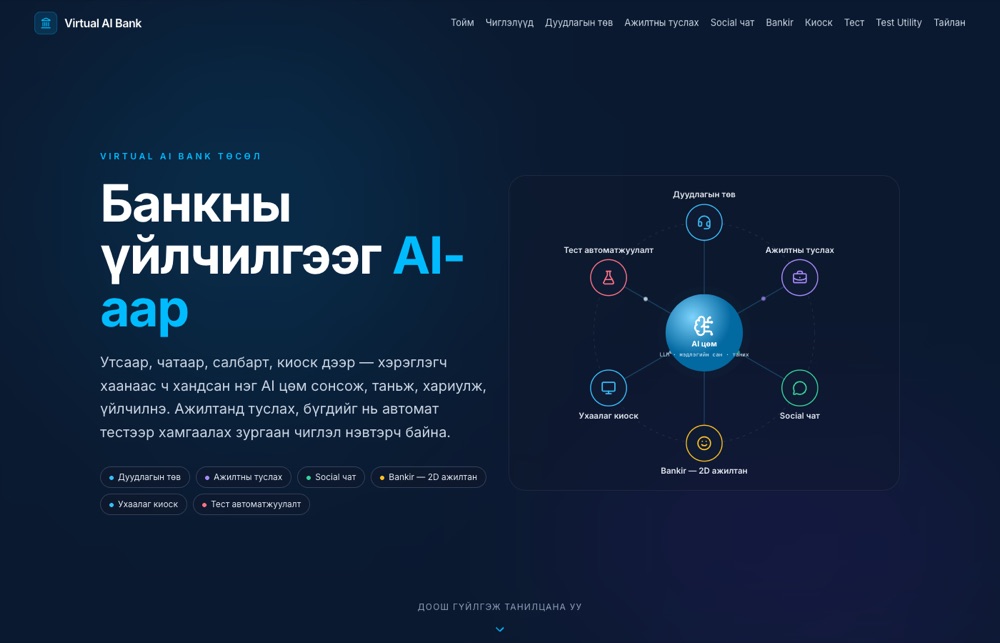 Virtual AI Bank
Тойм Чиглэлүүд Дуудлагын төв Ажилтны туслах Social чат Bankir Киоск Тест Test Utility Тайлан
VIRTUAL AI BANK ТӨСӨЛ
Банкны
үйлчилгээг AI-
аар
Утсаар, чатаар, салбарт, киоск дээр — хэрэглэгч
хаанаас ч хандсан нэг AI цөм сонсож, таньж, хариулж,
үйлчилнэ. Ажилтанд туслах, бүгдийг нь автомат
тестээр хамгаалах зургаан чиглэл нэвтэрч байна.
Дуудлагын төв
Ажилтны туслах
Social чат
Bankir — 2D ажилтан
Ухаалаг киоск
Тест автоматжуулалт
Дуудлагын төв
Тест автоматжуулалт
Ажилтны туслах
AI цөм
LLM · мэдлэгийн сан · таних
Ухаалаг киоск
Social чат
Bankir — 2D ажилтан
ДООШ ГҮЙЛГЭЖ ТАНИЛЦАНА УУ